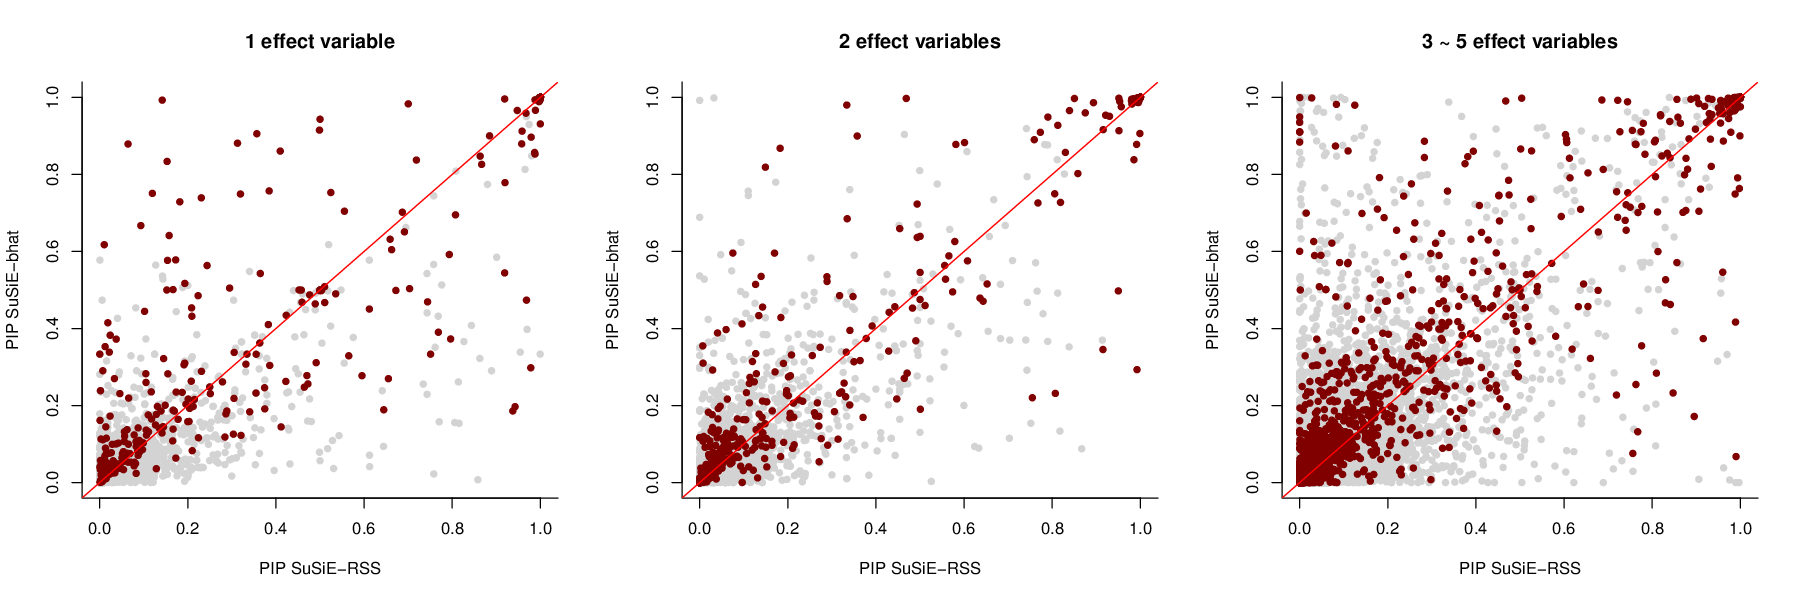 1 effect variable
PIP SuSiE−bhat
1.0
0.8
0.6
0.4
0.2
0.0
0.0 0.2 0.4 0.6 0.8 1.0
PIP SuSiE−RSS
2 effect variables
PIP SuSiE−bhat
1.0
0.8
0.6
0.4
0.2
0.0
0.0 0.2 0.4 0.6 0.8 1.0
PIP SuSiE−RSS
3 ~ 5 effect variables
PIP SuSiE−bhat
1.0
0.8
0.6
0.4
0.2
0.0
0.0 0.2 0.4 0.6 0.8 1.0
PIP SuSiE−RSS